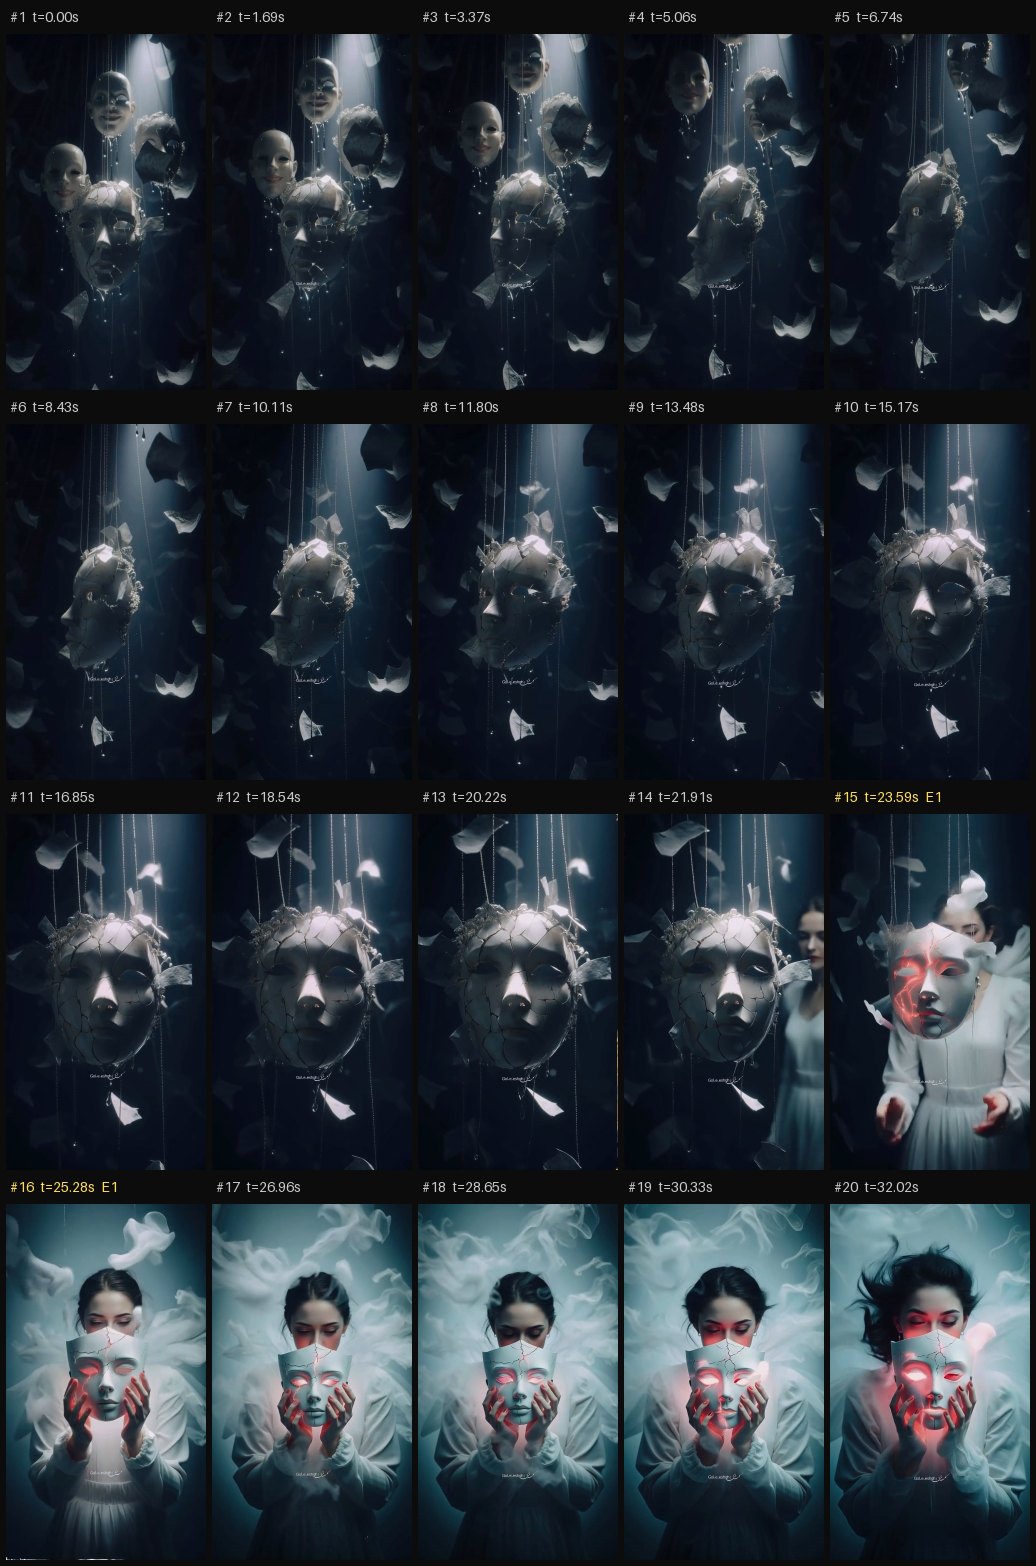 #1 t=0.00s
#2 t=1.69s
#3 t=3.37s
#4 t=5.06s
#5 t=6.74s
#6 t=8.43s
#7 t=10.11s
#8 t=11.80s
#9 t=13.48s
#10 t=15.17s
#11 t=16.85s
#12 t=18.54s
#13 t=20.22s
#14 t=21.91s
#15 t=23.59s E1
#16 t=25.28s E1
#17 t=26.96s
#18 t=28.65s
#19 t=30.33s
#20 t=32.02s